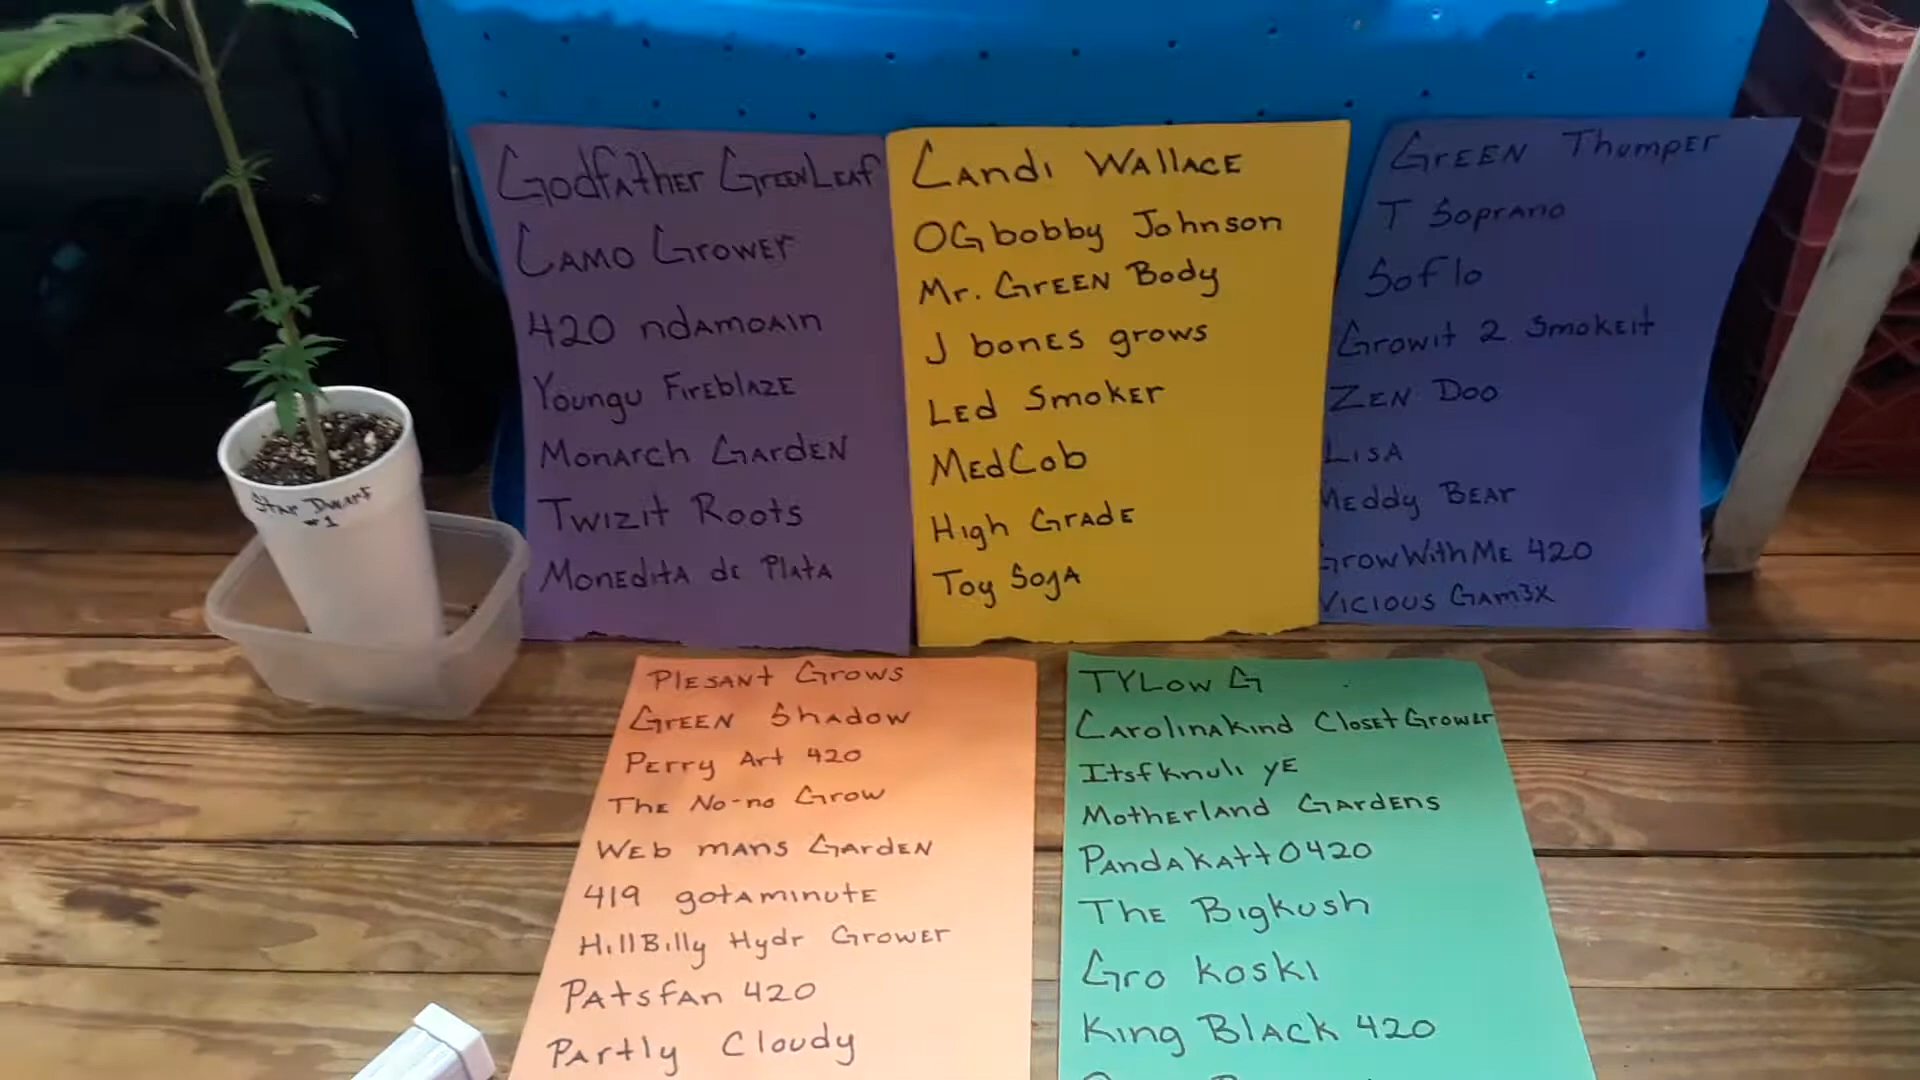 Godfather GreenLeaf
Camo Grower
420 ndamoain
Youngu Fireblaze
Monarch Garden
Twizit Roots
Monedita de Plata
Candi Wallace
OGbobby Johnson
Mr. Green Body
J bones grows
Led Smoker
MedCob
High Grade
Toy Soja
Green Thumper
T Soprano
Soflo
Growit 2 Smokeit
Zen Doo
Lisa
Meddy Bear
GrowWithMe 420
Vicious Gam3x
Star Dwarf
#1
Plesant Grows
Green Shadow
Perry Art 420
The No-no Grow
Web mans Garden
419 gotaminute
HillBilly Hydr Grower
Patsfan 420
Partly Cloudy
TYLow G
Carolinakind ClosetGrower
Itsfknuli yE
Motherland Gardens
Pandakatt0420
The Bigkush
Gro koski
King Black 420